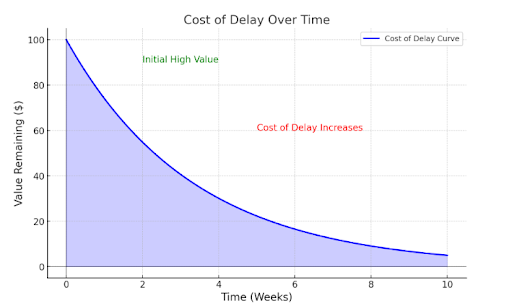 Cost of Delay Over Time
Cost of Delay Curve
Initial High Value
Cost of Delay Increases
Value Remaining ($)
100
80
60
40
20
0
0 2 4 6 8 10
Time (Weeks)